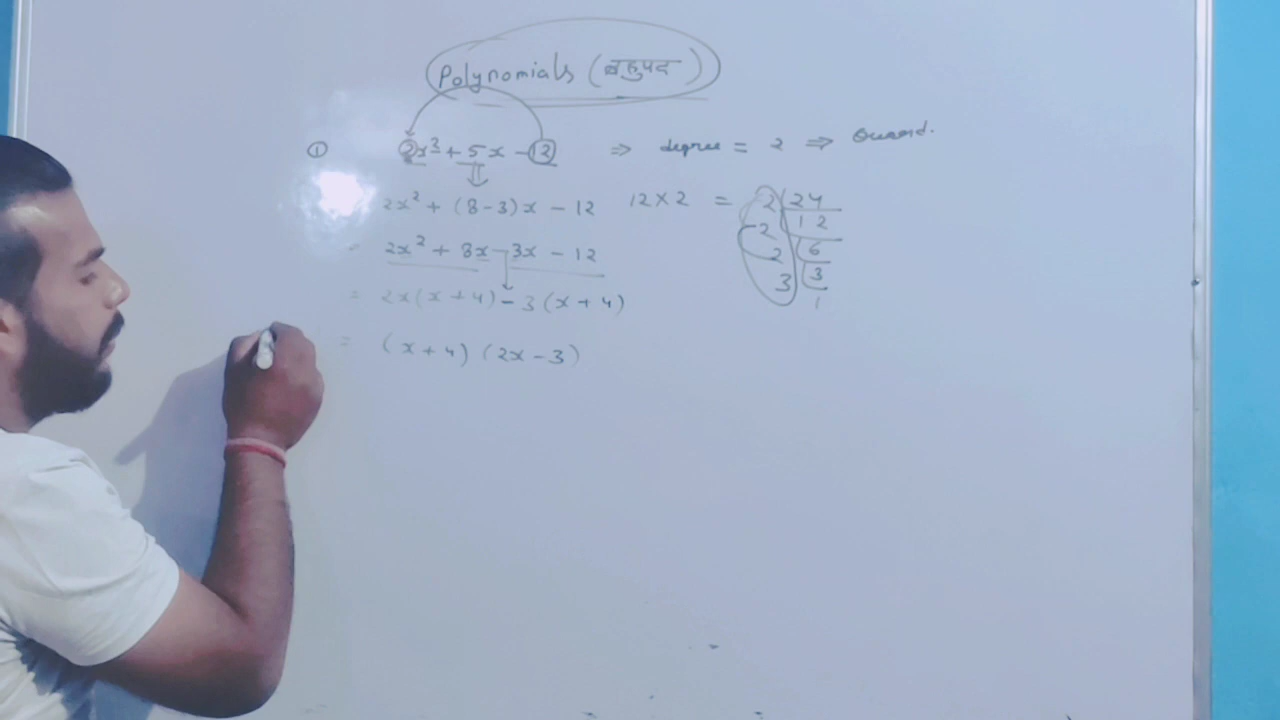 Polynomials (बहुपद)
① 2x² + 5x - 12 ⇒ degree = 2 ⇒
2x² + (8-3)x - 12 12×2 = 2 | 24
2 | 12
= 2x² + 8x - 3x - 12 2 | 6
3 | 3
1
= 2x(x+4) - 3(x+4)
= (x+4) (2x-3)